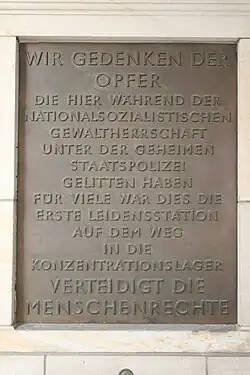 WIR GEDENKEN DER
OPFER
DIE HIER WÄHREND DER
NATIONALSOZIALISTISCHEN
GEWALTHERRSCHAFT
UNTER DER GEHEIMEN
STAATSPOLIZEI
GELITTEN HABEN
FÜR VIELE WAR DIES DIE
ERSTE LEIDENSSTATION
AUF DEM WEG
IN DIE
KONZENTRATIONSLAGER
VERTEIDIGT DIE
MENSCHENRECHTE